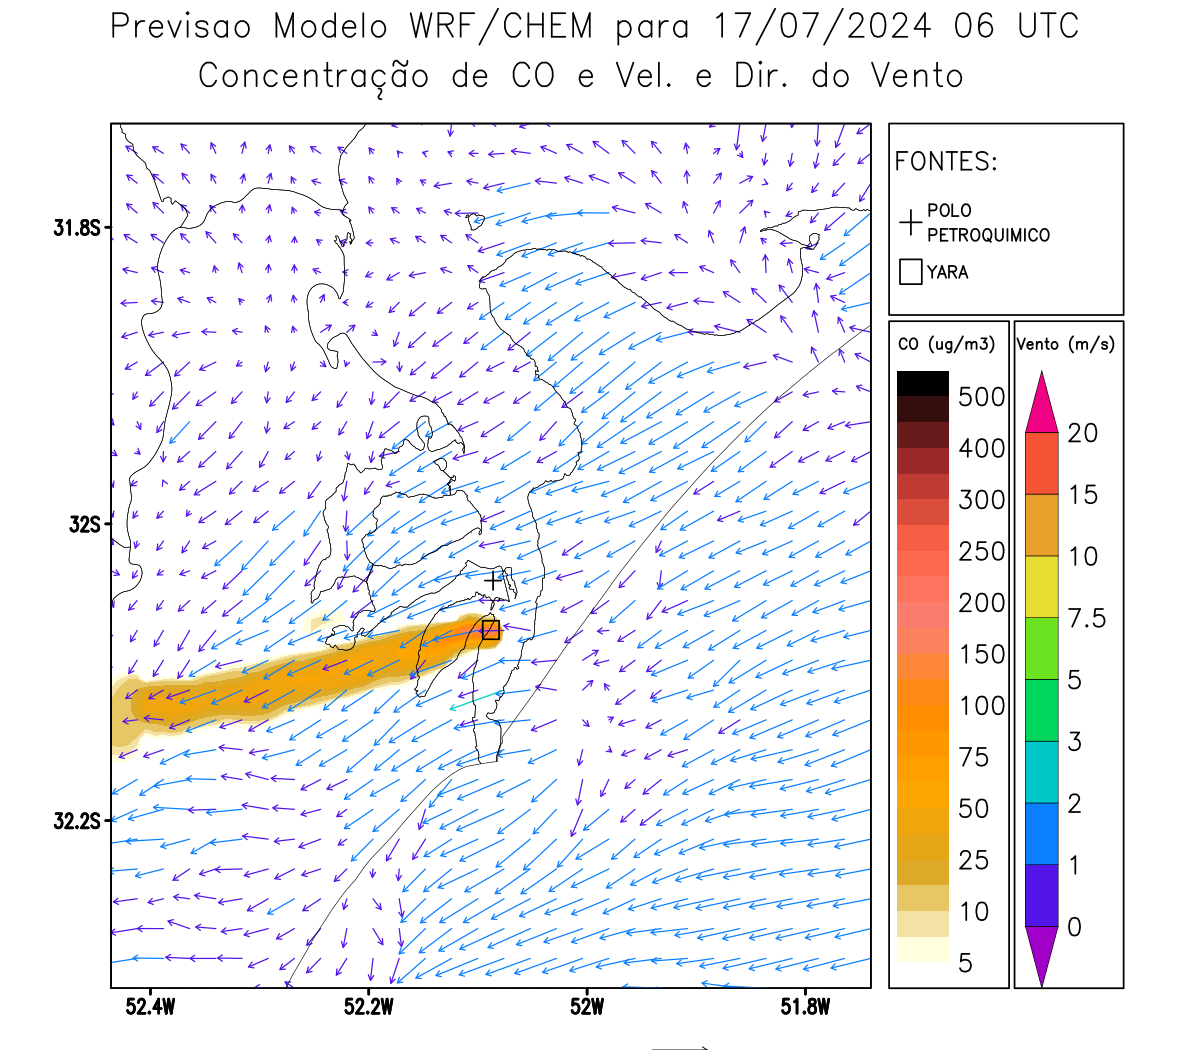 Previsao Modelo WRF/CHEM para 17/07/2024 06 UTC
Concentração de CO e Vel. e Dir. do Vento
FONTES:
POLO
PETROQUIMICO
YARA
CO (ug/m3)
500
400
300
250
200
150
100
75
50
25
10
5
Vento (m/s)
20
15
10
7.5
5
3
2
1
0
31.8S
32S
32.2S
52.4W
52.2W
52W
51.8W